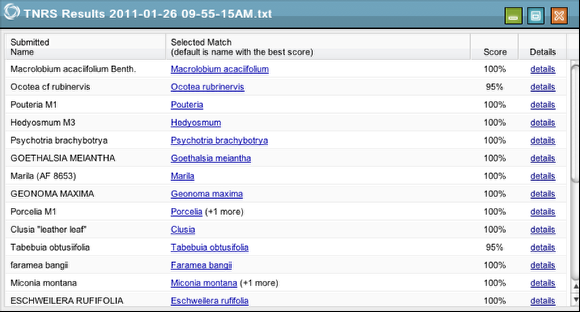 TNRS Results 2011-01-26 09-55-15AM.txt
Submitted Name Selected Match (default is name with the best score) Score Details
Macrolobium acaciifolium Benth. Macrolobium acaciifolium 100% details
Ocotea cf rubinervis Ocotea rubrinervis 95% details
Pouteria M1 Pouteria 100% details
Hedyosmum M3 Hedyosmum 100% details
Psychotria brachybotrya Psychotria brachybotrya 100% details
GOETHALSIA MEIANTHA Goethalsia meiantha 100% details
Marila (AF 8653) Marila 100% details
GEONOMA MAXIMA Geonoma maxima 100% details
Porcelia M1 Porcelia (+1 more) 100% details
Clusia "leather leaf" Clusia 100% details
Tabebuia obtusiifolia Tabebuia obtusifolia 95% details
faramea bangii Faramea bangii 100% details
Miconia montana Miconia montana (+1 more) 100% details
ESCHWEILERA RUFIFOLIA Eschweilera rufifolia 100% details